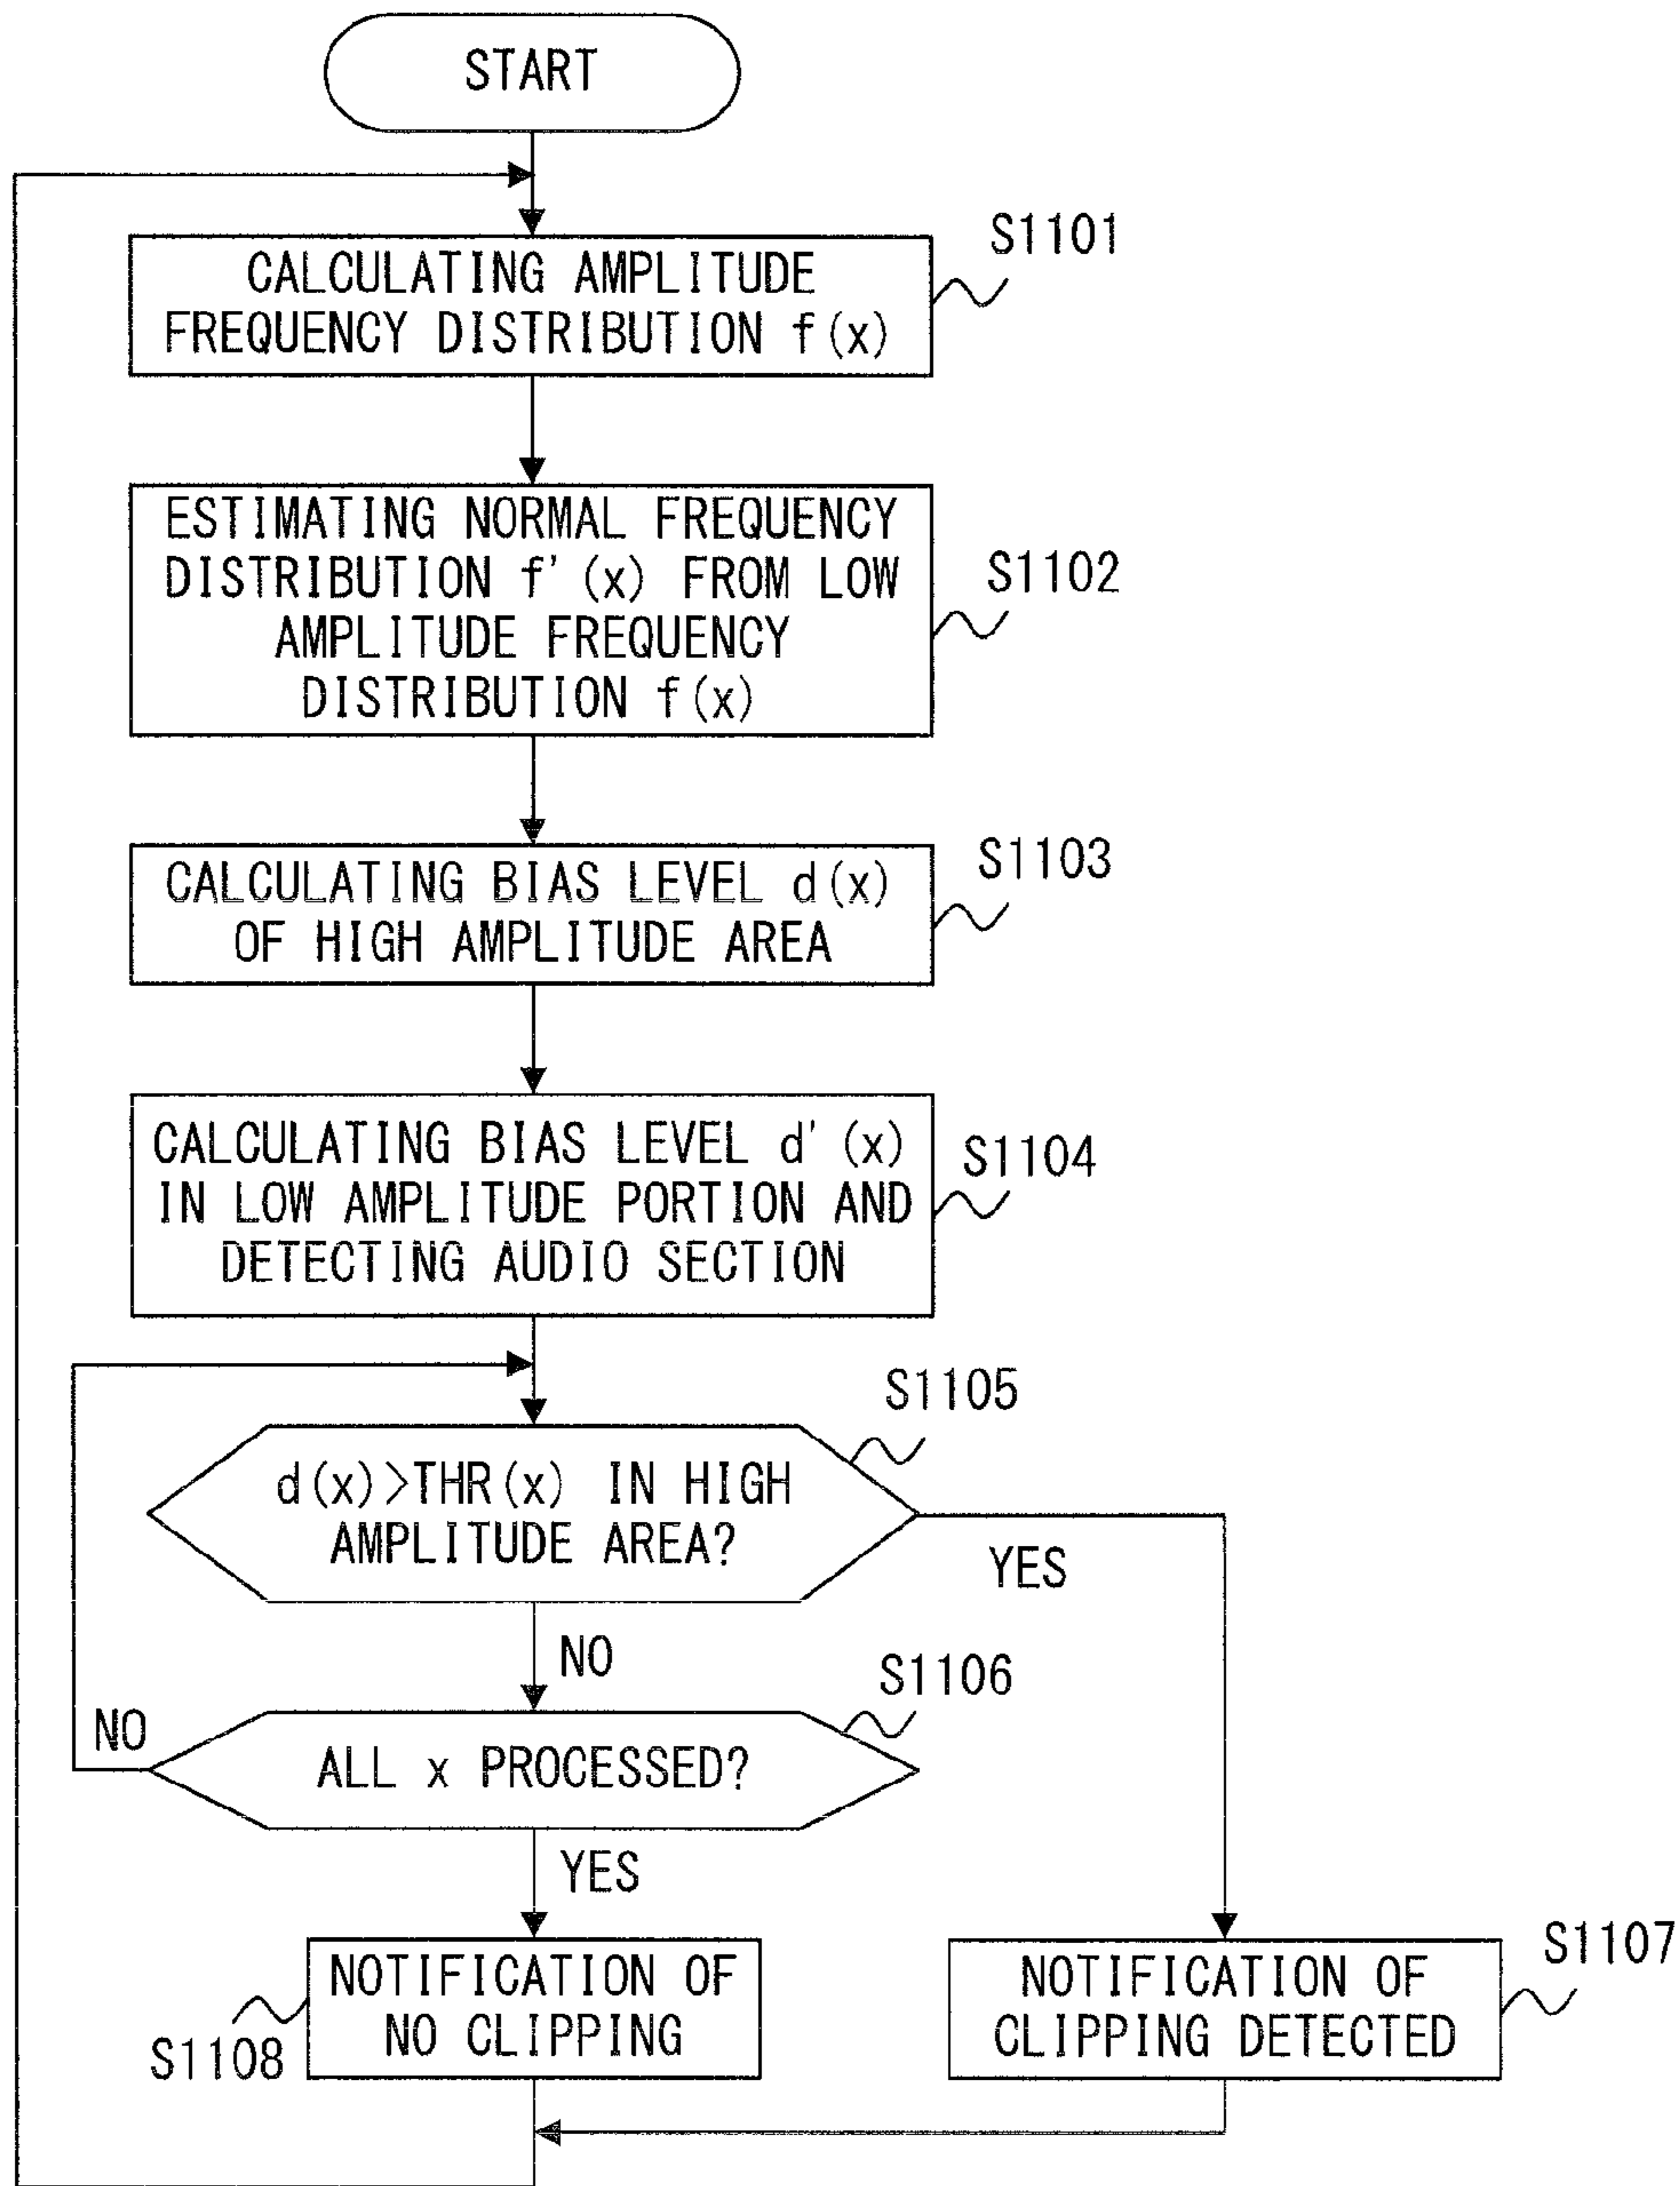 START
S1101
CALCULATING AMPLITUDE
FREQUENCY DISTRIBUTION f(x)
ESTIMATING NORMAL FREQUENCY
DISTRIBUTION f'(x) FROM LOW
AMPLITUDE FREQUENCY
DISTRIBUTION f(x)
S1102
CALCULATING BIAS LEVEL d(x)
OF HIGH AMPLITUDE AREA
S1103
CALCULATING BIAS LEVEL d'(x)
IN LOW AMPLITUDE PORTION AND
DETECTING AUDIO SECTION
S1104
S1105
d(x)>THR(x) IN HIGH
AMPLITUDE AREA?
YES
NO
S1106
NO
ALL x PROCESSED?
YES
NOTIFICATION OF
NO CLIPPING
S1108
NOTIFICATION OF
CLIPPING DETECTED
S1107